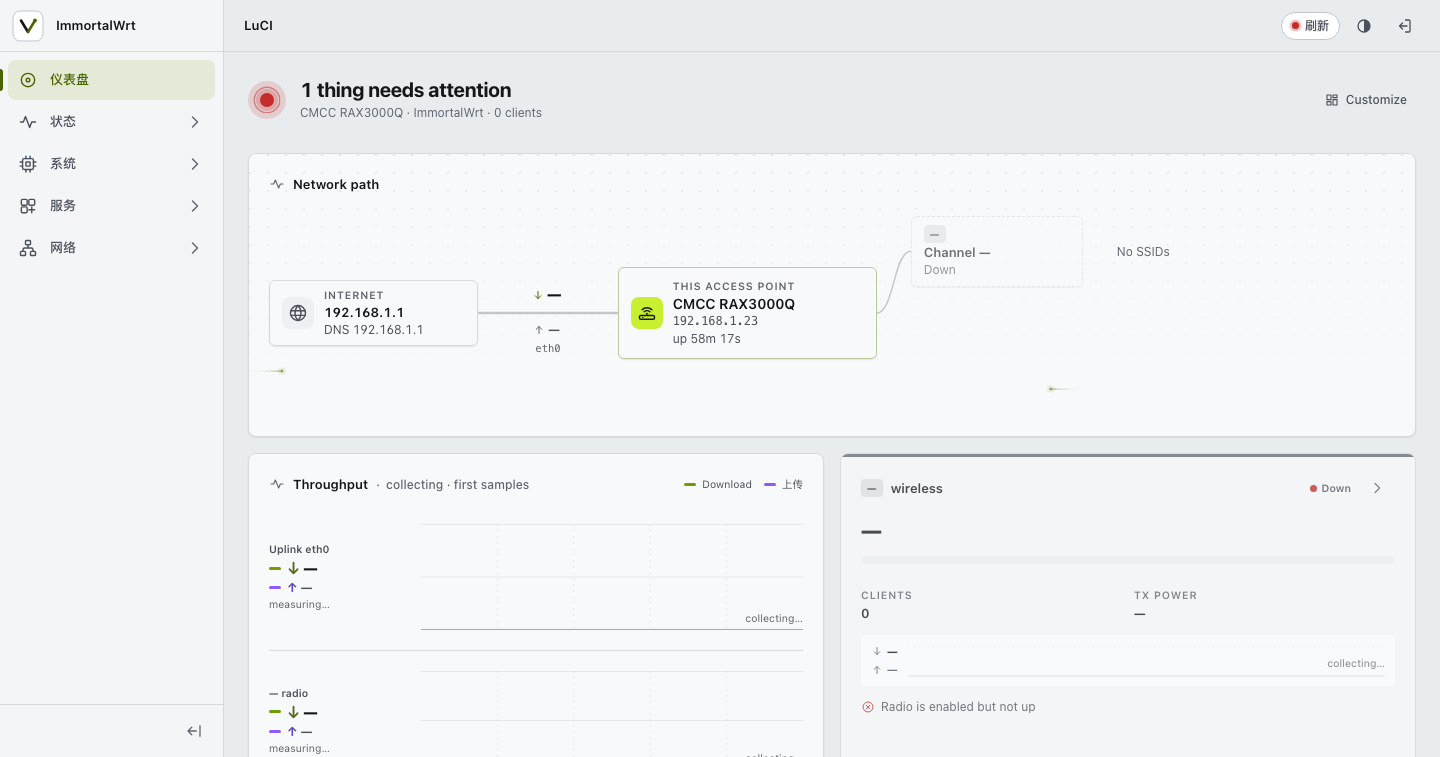 ImmortalWrt
LuCI
刷新
仪表盘
状态
系统
服务
网络
1 thing needs attention
CMCC RAX3000Q · ImmortalWrt · 0 clients
Customize
Network path
INTERNET
192.168.1.1
DNS 192.168.1.1
↓ —
↑ —
eth0
THIS ACCESS POINT
CMCC RAX3000Q
192.168.1.23
up 58m 17s
—
Channel —
Down
No SSIDs
Throughput · collecting · first samples
Download
上传
Uplink eth0
↓ —
↑ —
measuring…
collecting…
— radio
↓ —
↑ —
measuring…
— wireless
Down
—
CLIENTS
0
TX POWER
—
↓ —
↑ —
collecting…
Radio is enabled but not up